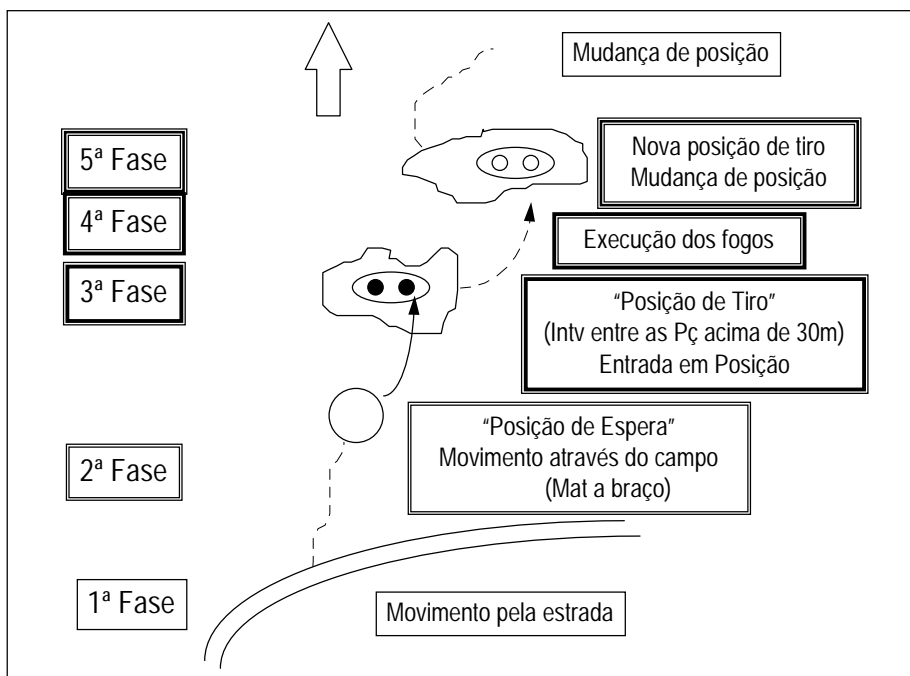 Mudança de posição
5ª Fase
Nova posição de tiro
Mudança de posição
4ª Fase
Execução dos fogos
3ª Fase
“Posição de Tiro”
(Intv entre as Pç acima de 30m)
Entrada em Posição
2ª Fase
“Posição de Espera”
Movimento através do campo
(Mat a braço)
1ª Fase
Movimento pela estrada